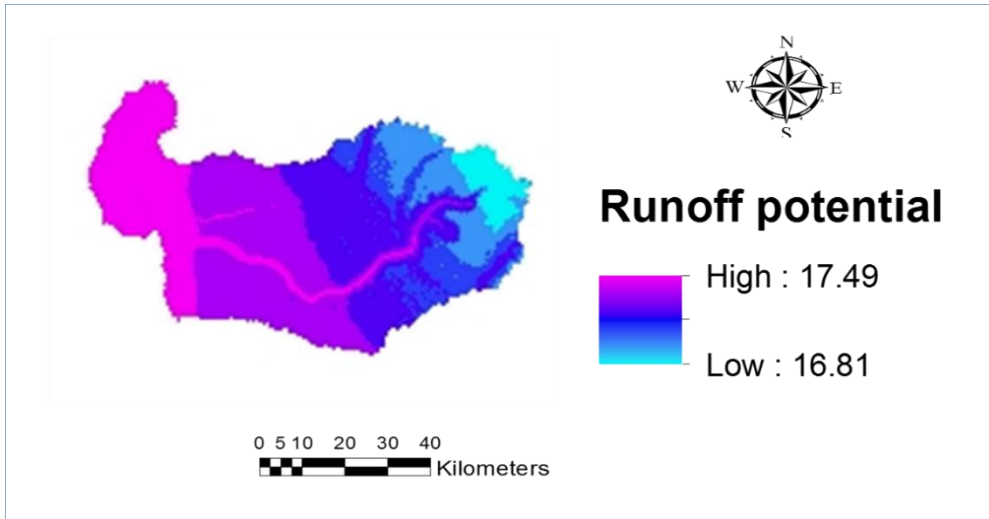 N
W E
S
Runoff potential
High : 17.49
Low : 16.81
0 5 10 20 30 40
Kilometers